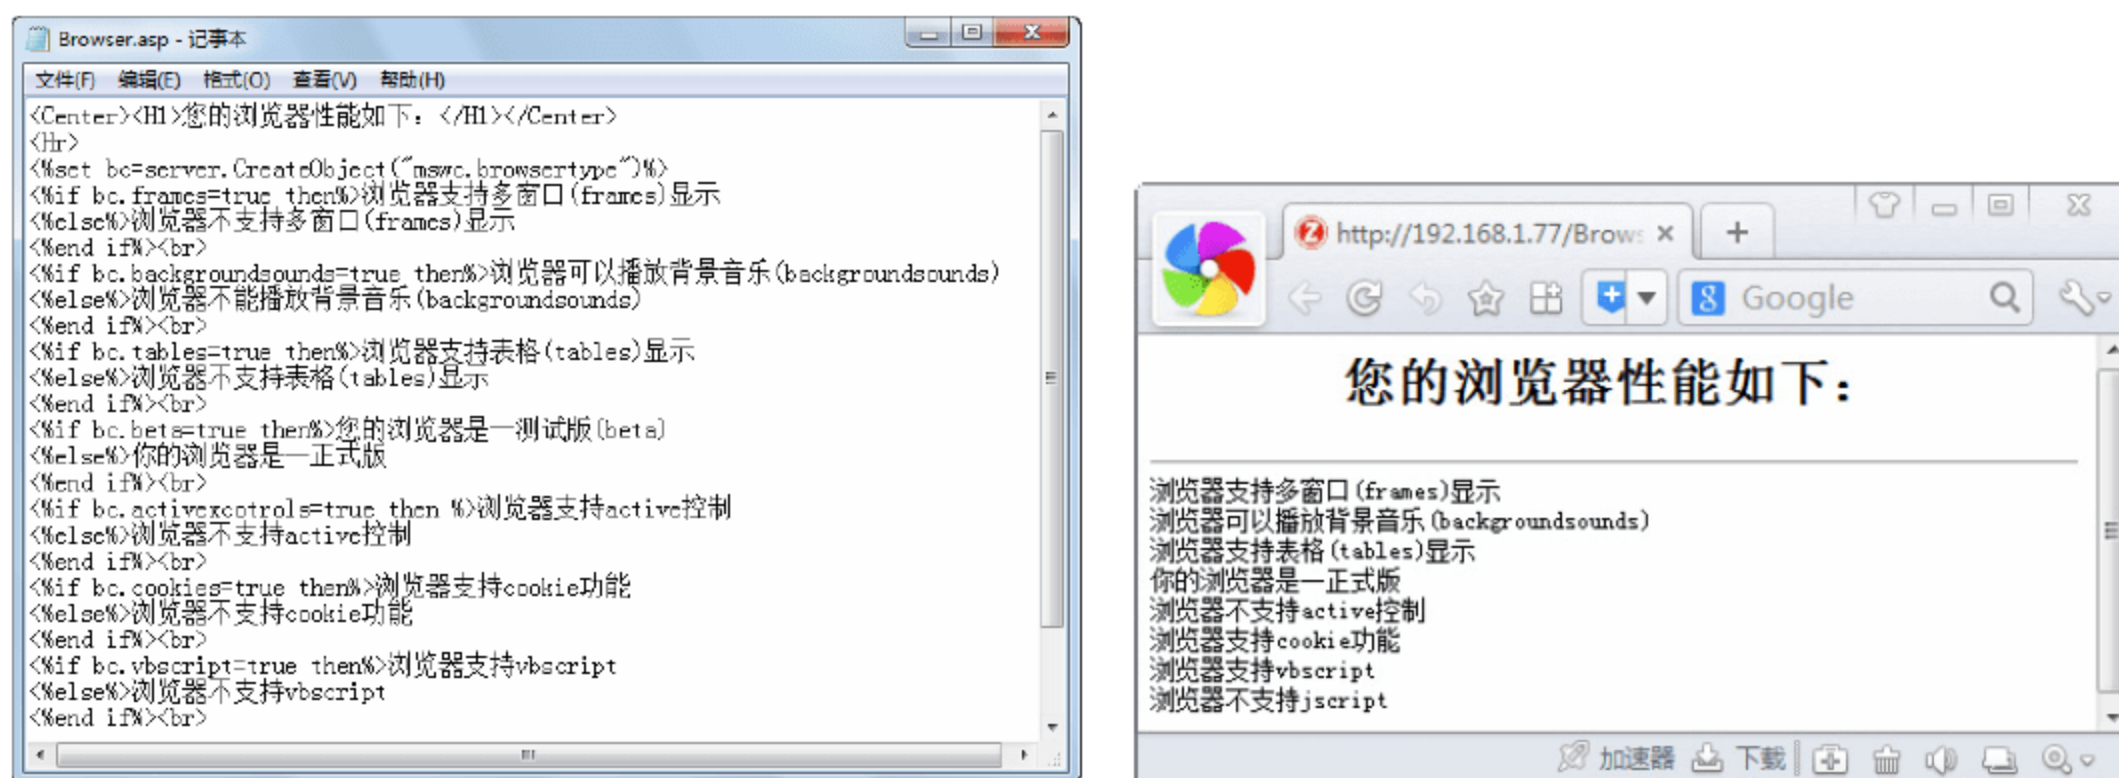 Browser.asp - 记事本
文件(F) 编辑(E) 格式(O) 查看(V) 帮助(H)
<Center><H1>您的浏览器性能如下：</H1></Center>
<Hr>
<%set bc=server.CreateObject("mswc.browsertype")%>
<%if bc.frames=true then%>浏览器支持多窗口(frames)显示
<%else%>浏览器不支持多窗口(frames)显示
<%end if%><br>
<%if bc.backgroundsounds=true then%>浏览器可以播放背景音乐(backgroundsounds)
<%else%>浏览器不能播放背景音乐(backgroundsounds)
<%end if%><br>
<%if bc.tables=true then%>浏览器支持表格(tables)显示
<%else%>浏览器不支持表格(tables)显示
<%end if%><br>
<%if bc.beta=true then%>您的浏览器是一测试版(beta)
<%else%>你的浏览器是一正式版
<%end if%><br>
<%if bc.activexcotrols=true then %>浏览器支持active控制
<%else%>浏览器不支持active控制
<%end if%><br>
<%if bc.cookies=true then%>浏览器支持cookie功能
<%else%>浏览器不支持cookie功能
<%end if%><br>
<%if bc.vbscript=true then%>浏览器支持vbscript
<%else%>浏览器不支持vbscript
<%end if%><br>
http://192.168.1.77/Brows
Google
您的浏览器性能如下：
浏览器支持多窗口(frames)显示
浏览器可以播放背景音乐(backgroundsounds)
浏览器支持表格(tables)显示
你的浏览器是一正式版
浏览器不支持active控制
浏览器支持cookie功能
浏览器支持vbscript
浏览器不支持jscript
加速器 下载